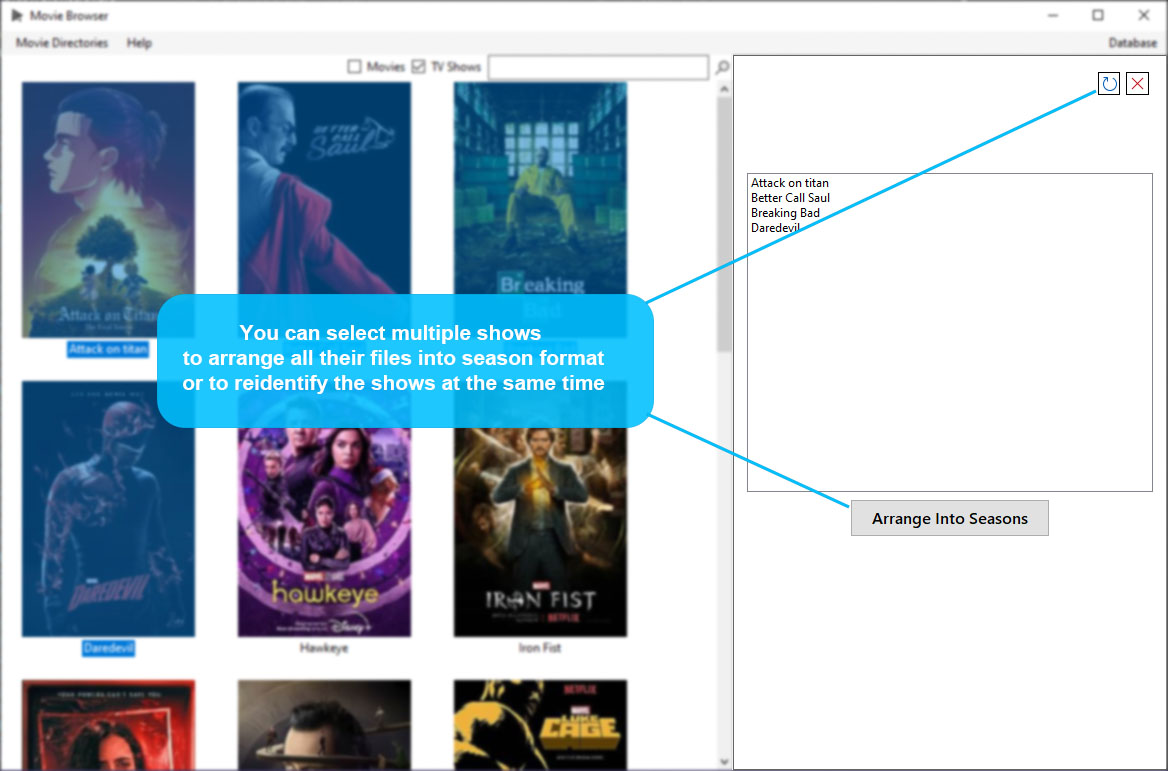 Movie Browser
Movie Directories Help
Database
Movies TV Shows
BETTER CALL Saul
Breaking
Bad
Attack on Titan
Attack on titan
You can select multiple shows
to arrange all their files into season format
or to reidentify the shows at the same time
DAREDEVIL
hawkeye
Disney+
MARVEL
IRON FIST
NETFLIX
Daredevil
Hawkeye
Iron Fist
NETFLIX
MARVEL
LUKE
CAGE
Attack on titan
Better Call Saul
Breaking Bad
Daredevil
Arrange Into Seasons